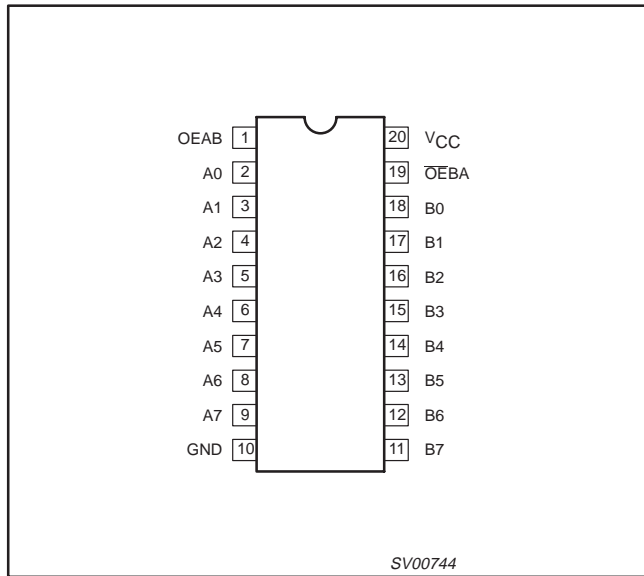 OEAB 1 20 VCC
A0 2 19 O̅E̅BA
A1 3 18 B0
A2 4 17 B1
A3 5 16 B2
A4 6 15 B3
A5 7 14 B4
A6 8 13 B5
A7 9 12 B6
GND 10 11 B7
SV00744